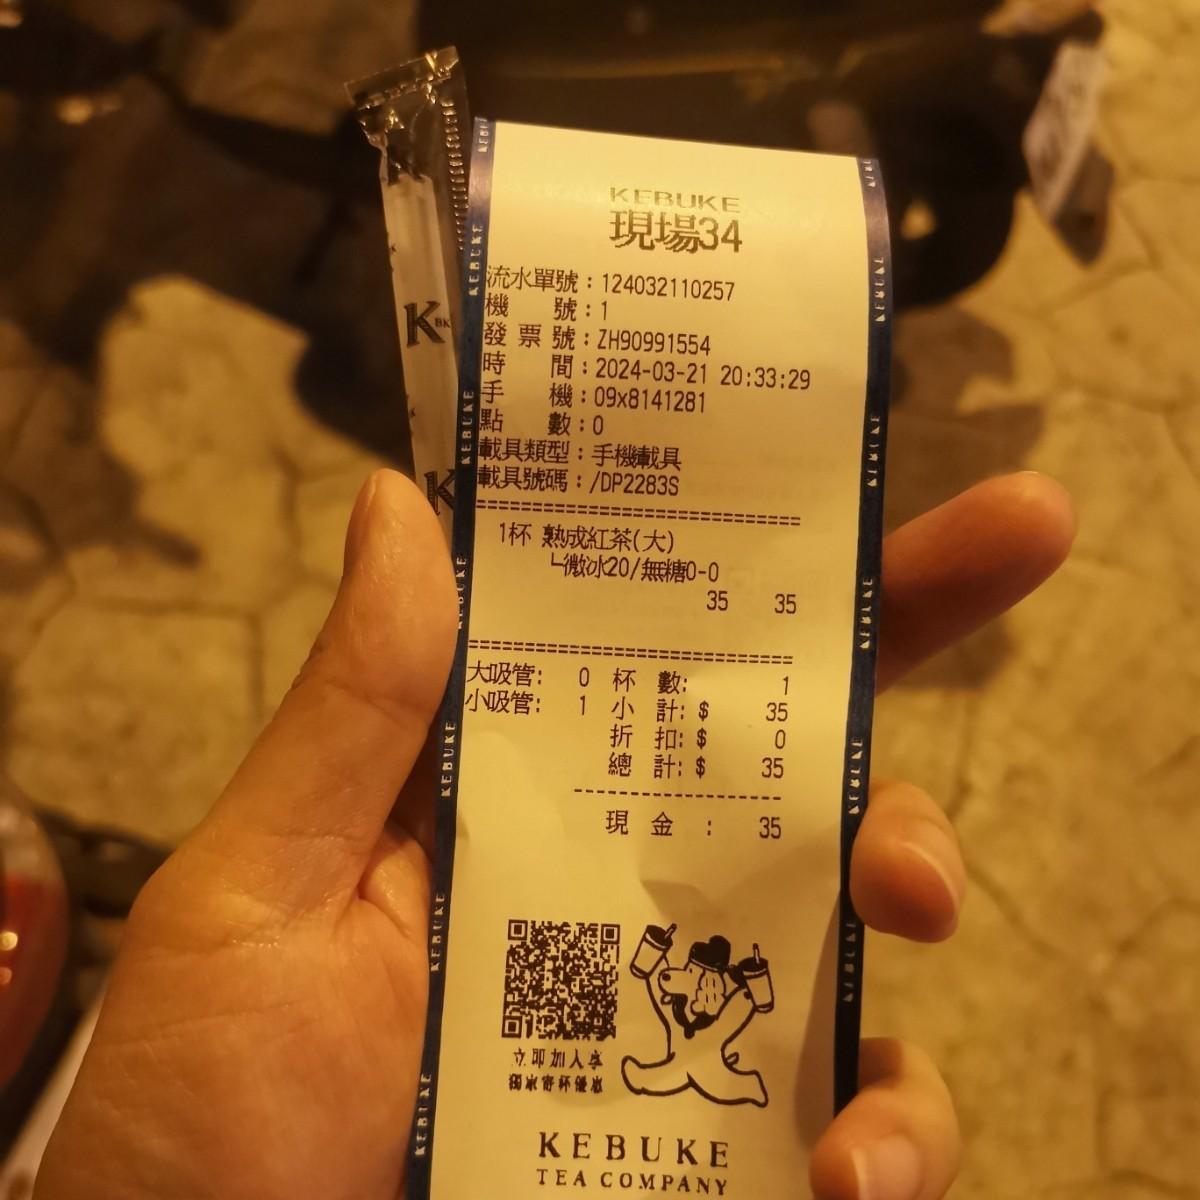 KEBUKE
現場34
流水單號：124032110257
機　　號：1
發 票 號：ZH90991554
時　　間：2024-03-21 20:33:29
手　　機：09x8141281
點　　數：0
載具類型：手機載具
載具號碼：/DP2283S
1杯 熟成紅茶(大)
└微冰20/無糖0-0
35 35
大吸管: 0 杯 數: 1
小吸管: 1 小 計: $ 35
折 扣: $ 0
總 計: $ 35
現 金 : 35
立即加入享
獨家寄杯優惠
KEBUKE
TEA COMPANY
K
BK
K